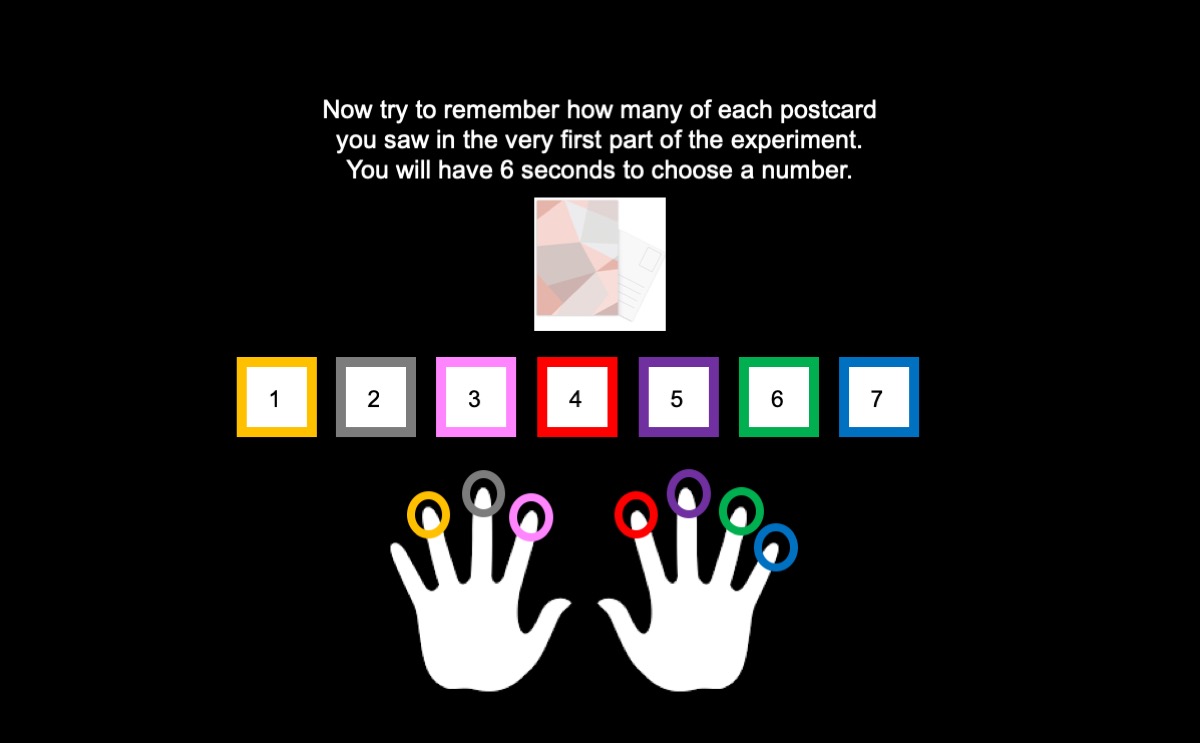 Now try to remember how many of each postcard
you saw in the very first part of the experiment.
You will have 6 seconds to choose a number.
1 2 3 4 5 6 7